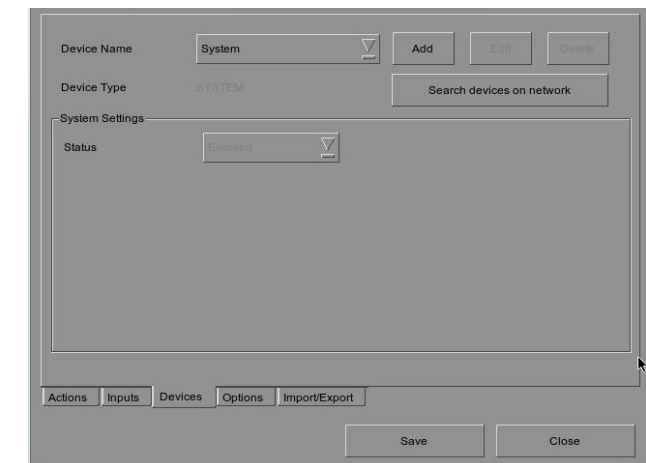 Device Name System Add Edit Delete
Device Type SYSTEM Search devices on network
System Settings
Status Enabled
Actions Inputs Devices Options Import/Export
Save Close